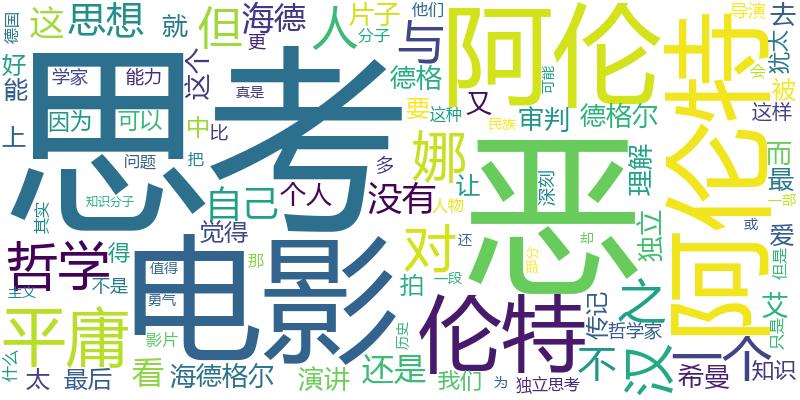 德国
这
思想
就
但
海德
更
人
片子
分子
他们
与
阿伦
导演
去
犹太
好
能
学家
能力
这个
真是
德格
要
这种
又
可能
阿伦特
会
被
上
思考
因为
可以
中
比
民族
审判
德格尔
这样
问题
把
多
娜
恶
理解
而
最
知识分子
其实
自己
个人
没有
人物
让
深刻
独立
爱
一部
哲学
得
觉得
电影
对
还
部分
却
或
但是
不是
值得
那
勇气
拍
一段
伦特
传记
之
汉
一个
艾
只是
主义
平庸
影片
历史
哲学家
什么
太
最后
看
海德格尔
演讲
还是
我们
为
独立思考
不
希曼
知识